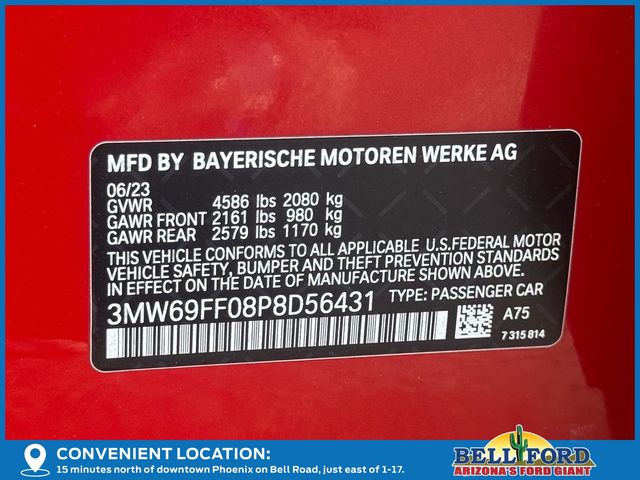 MFD BY BAYERISCHE MOTOREN WERKE AG
06/23
GVWR 4586 lbs 2080 kg
GAWR FRONT 2161 lbs 980 kg
GAWR REAR 2579 lbs 1170 kg
THIS VEHICLE CONFORMS TO ALL APPLICABLE U.S.FEDERAL MOTOR
VEHICLE SAFETY, BUMPER AND THEFT PREVENTION STANDARDS
IN EFFECT ON THE DATE OF MANUFACTURE SHOWN ABOVE.
3MW69FF08P8D56431 TYPE: PASSENGER CAR
A75
7 315 814
CONVENIENT LOCATION:
15 minutes north of downtown Phoenix on Bell Road, just east of 1-17.
BELL FORD
ARIZONA'S FORD GIANT